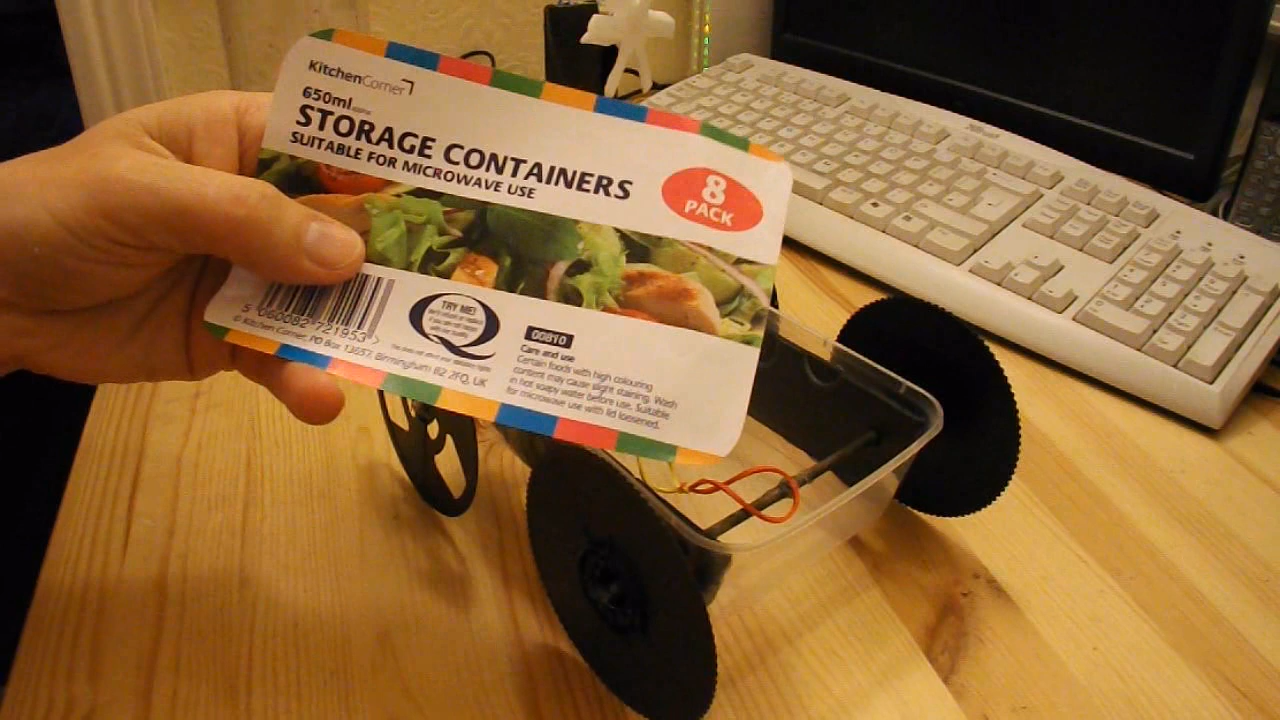 KitchenCorner
650ml
STORAGE CONTAINERS
SUITABLE FOR MICROWAVE USE
8
PACK
5 060082 721953 >
© Kitchen Corner, PO Box 13657, Birmingham B2 2FQ, UK
TRY ME!
Q
00810
Care and use
Certain foods with high colouring
content may cause slight staining. Wash
in hot soapy water before use. Suitable
for microwave use with lid loosened.